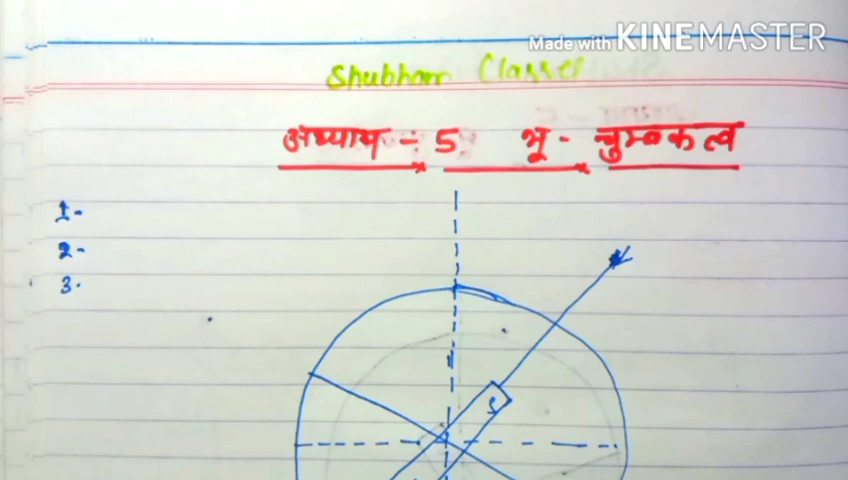 Made with KINEMASTER
Shubham Classes
अध्याय - 5 भू - चुम्बकत्व
1-
2-
3-
S